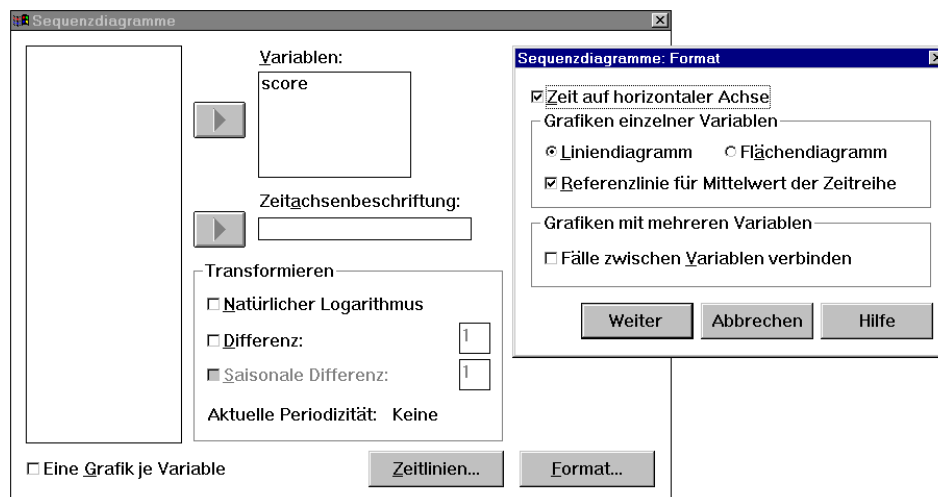 Sequenzdiagramme
Variablen:
score
Zeitachsenbeschriftung:
Transformieren
Natürlicher Logarithmus
Differenz:
1
Saisonale Differenz:
1
Aktuelle Periodizität: Keine
Eine Grafik je Variable
Zeitlinien...
Format...
Sequenzdiagramme: Format
Zeit auf horizontaler Achse
Grafiken einzelner Variablen
Liniendiagramm
Flächendiagramm
Referenzlinie für Mittelwert der Zeitreihe
Grafiken mit mehreren Variablen
Fälle zwischen Variablen verbinden
Weiter
Abbrechen
Hilfe